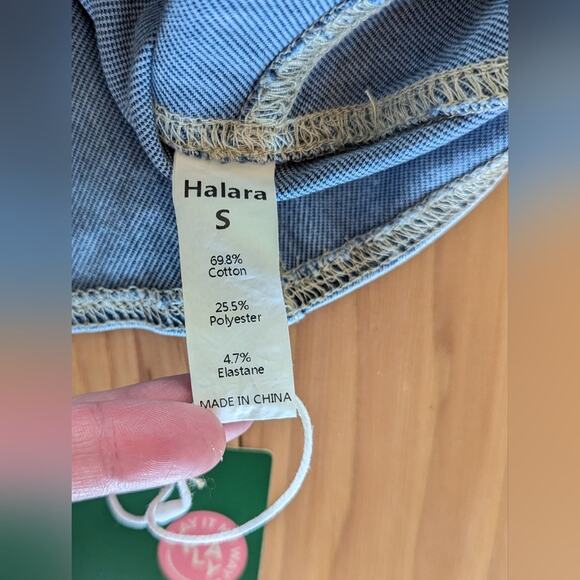 Halara
S
69.8%
Cotton
25.5%
Polyester
4.7%
Elastane
MADE IN CHINA